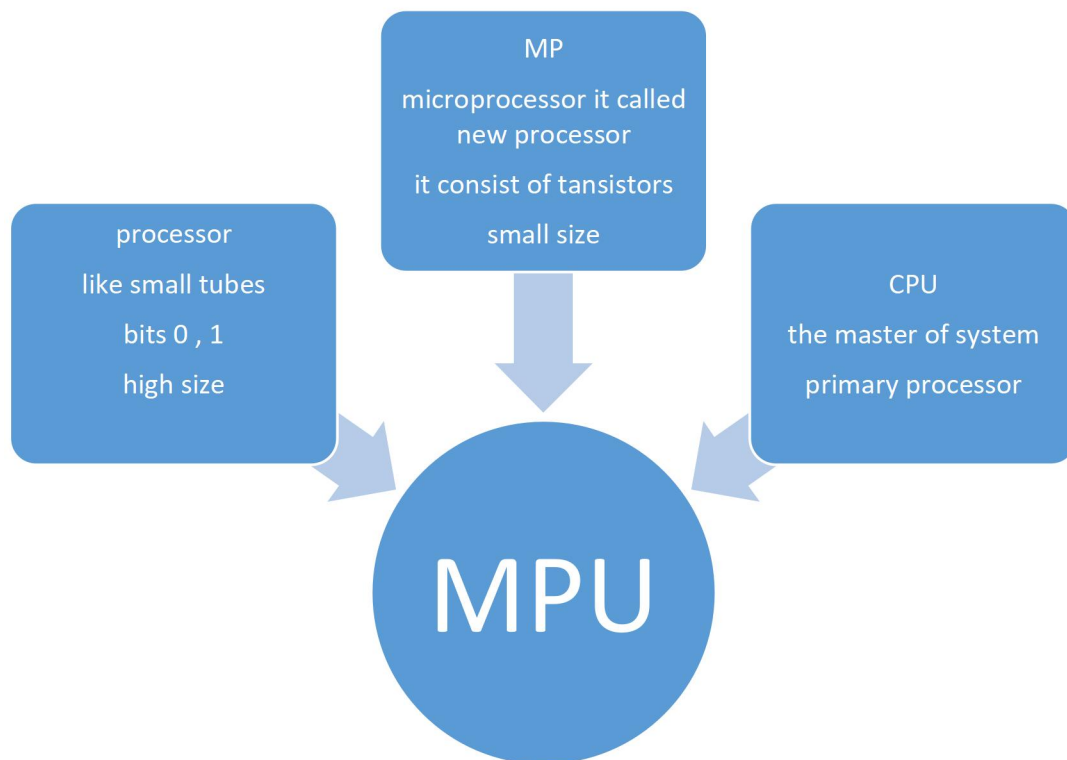 MP
microprocessor it called
new processor
it consist of tansistors
small size
processor
like small tubes
bits 0 , 1
high size
CPU
the master of system
primary processor
MPU